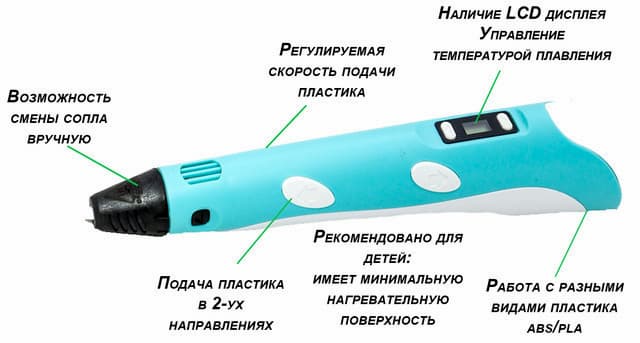 Наличие LCD дисплея
Управление
температурой плавления
Регулируемая
скорость подачи
пластика
Возможность
смены сопла
вручную
Подача пластика
в 2-ух
направлениях
Рекомендовано для
детей:
имеет минимальную
нагревательную
поверхность
Работа с разными
видами пластика
ABS/PLA